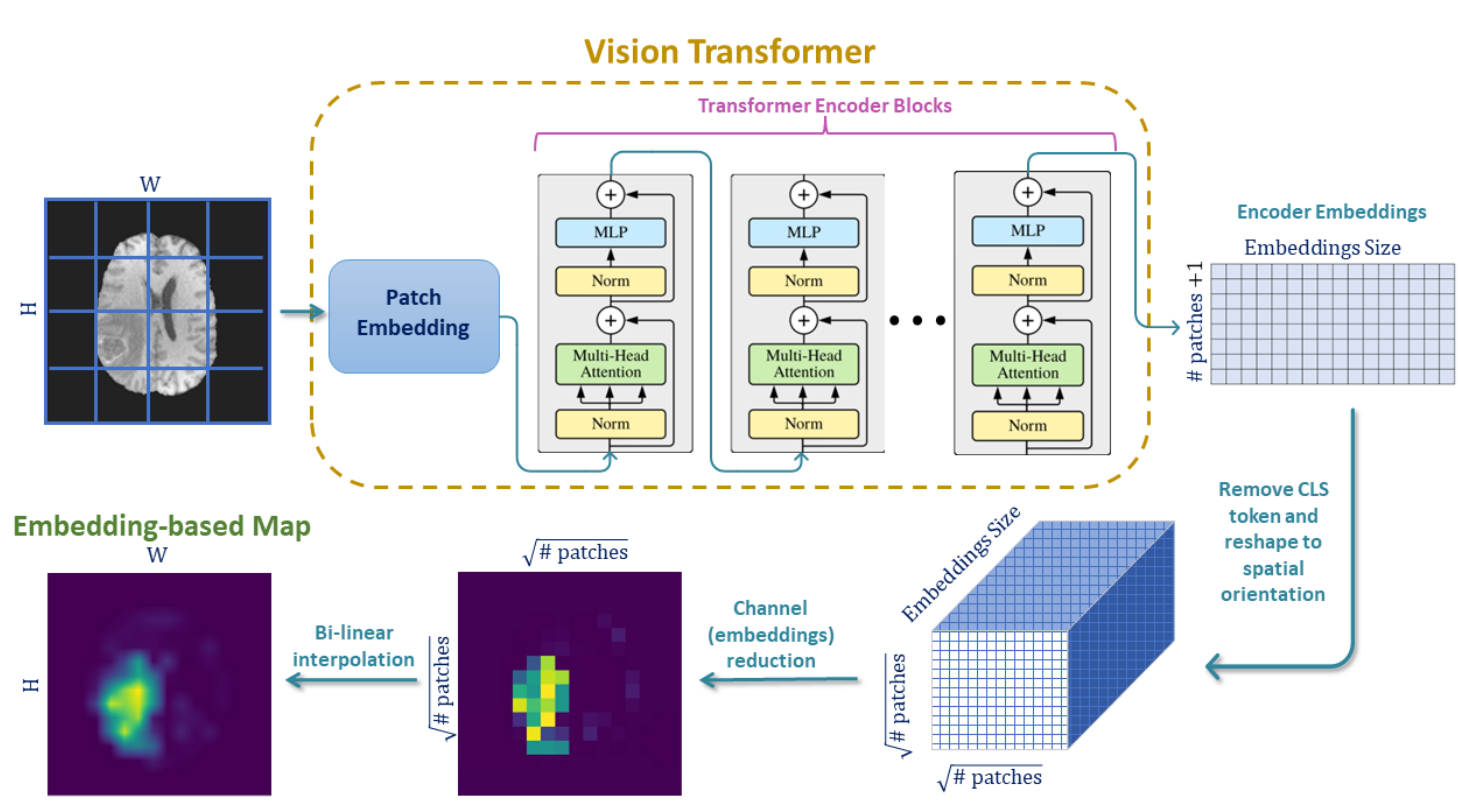 Vision Transformer
Transformer Encoder Blocks
W
H
Patch
Embedding
+
MLP
Norm
+
Multi-Head
Attention
Norm
+
MLP
Norm
+
Multi-Head
Attention
Norm
• • •
+
MLP
Norm
+
Multi-Head
Attention
Norm
Encoder Embeddings
Embeddings Size
# patches +1
Remove CLS
token and
reshape to
spatial
orientation
Embeddings Size
√# patches
√# patches
Channel
(embeddings)
reduction
√# patches
√# patches
Bi-linear
interpolation
Embedding-based Map
W
H